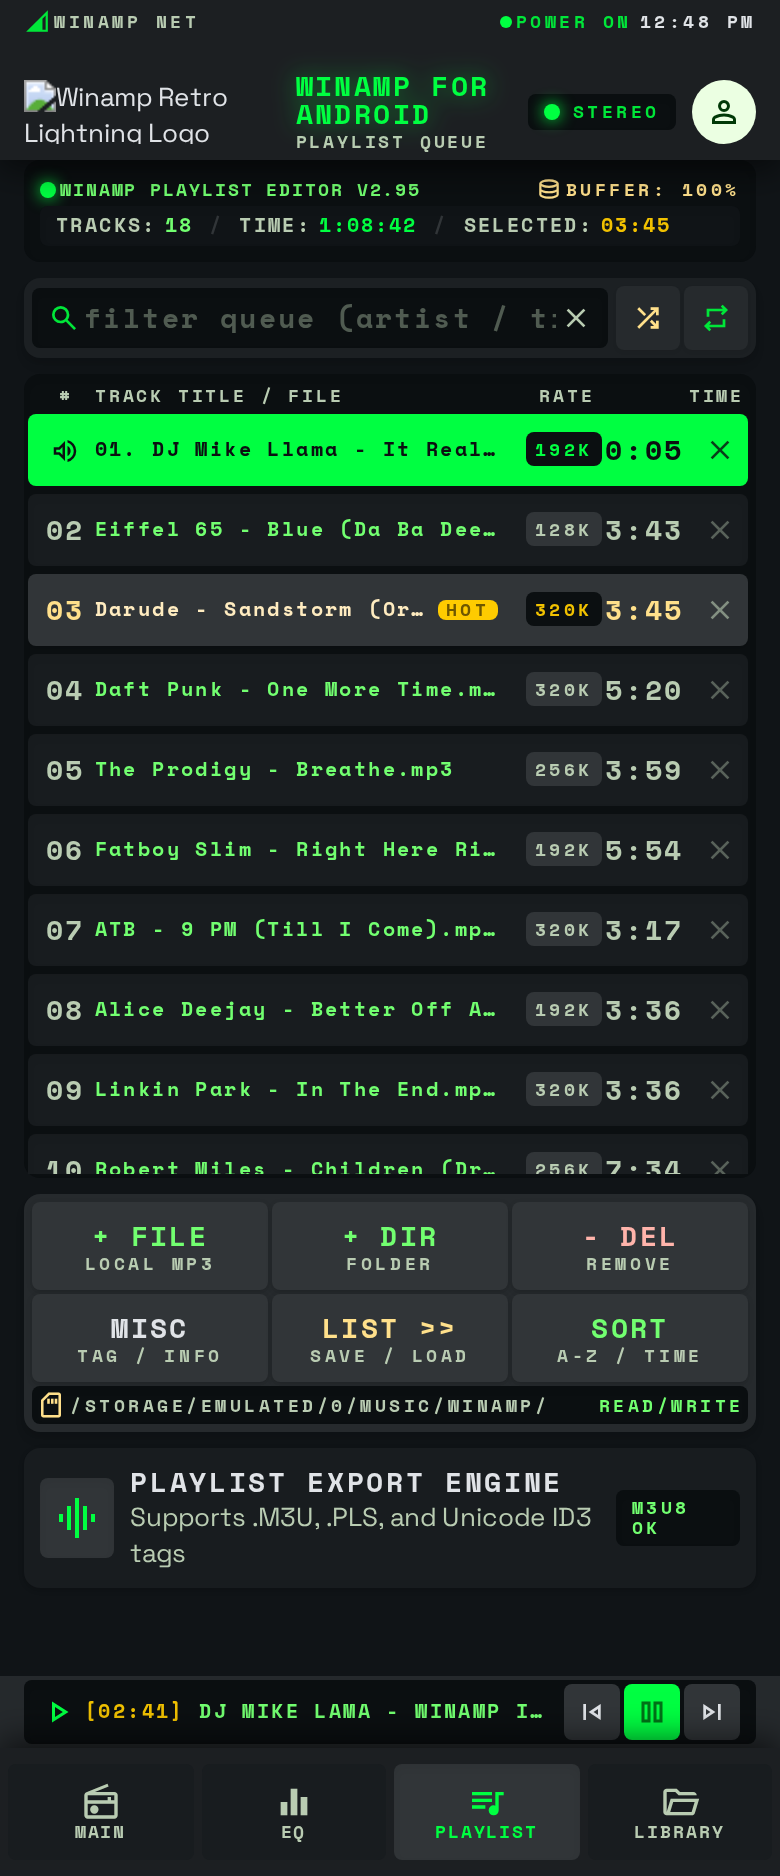 WINAMP NET
POWER ON 12:48 PM
Winamp Retro
Lightning Logo
WINAMP FOR
ANDROID
PLAYLIST QUEUE
STEREO
WINAMP PLAYLIST EDITOR V2.95
BUFFER: 100%
TRACKS: 18 / TIME: 1:08:42 / SELECTED: 03:45
filter queue (artist / t
# TRACK TITLE / FILE RATE TIME
01. DJ Mike Llama - It Real… 192K 0:05
02 Eiffel 65 - Blue (Da Ba Dee… 128K 3:43
03 Darude - Sandstorm (Or… HOT 320K 3:45
04 Daft Punk - One More Time.m… 320K 5:20
05 The Prodigy - Breathe.mp3 256K 3:59
06 Fatboy Slim - Right Here Ri… 192K 5:54
07 ATB - 9 PM (Till I Come).mp… 320K 3:17
08 Alice Deejay - Better Off A… 192K 3:36
09 Linkin Park - In The End.mp… 320K 3:36
10 Robert Miles - Children (Dr… 256K 7:34
+ FILE
LOCAL MP3
+ DIR
FOLDER
- DEL
REMOVE
MISC
TAG / INFO
LIST >>
SAVE / LOAD
SORT
A-Z / TIME
/STORAGE/EMULATED/0/MUSIC/WINAMP/ READ/WRITE
PLAYLIST EXPORT ENGINE
Supports .M3U, .PLS, and Unicode ID3
tags
M3U8
OK
[02:41] DJ MIKE LAMA - WINAMP I…
MAIN
EQ
PLAYLIST
LIBRARY